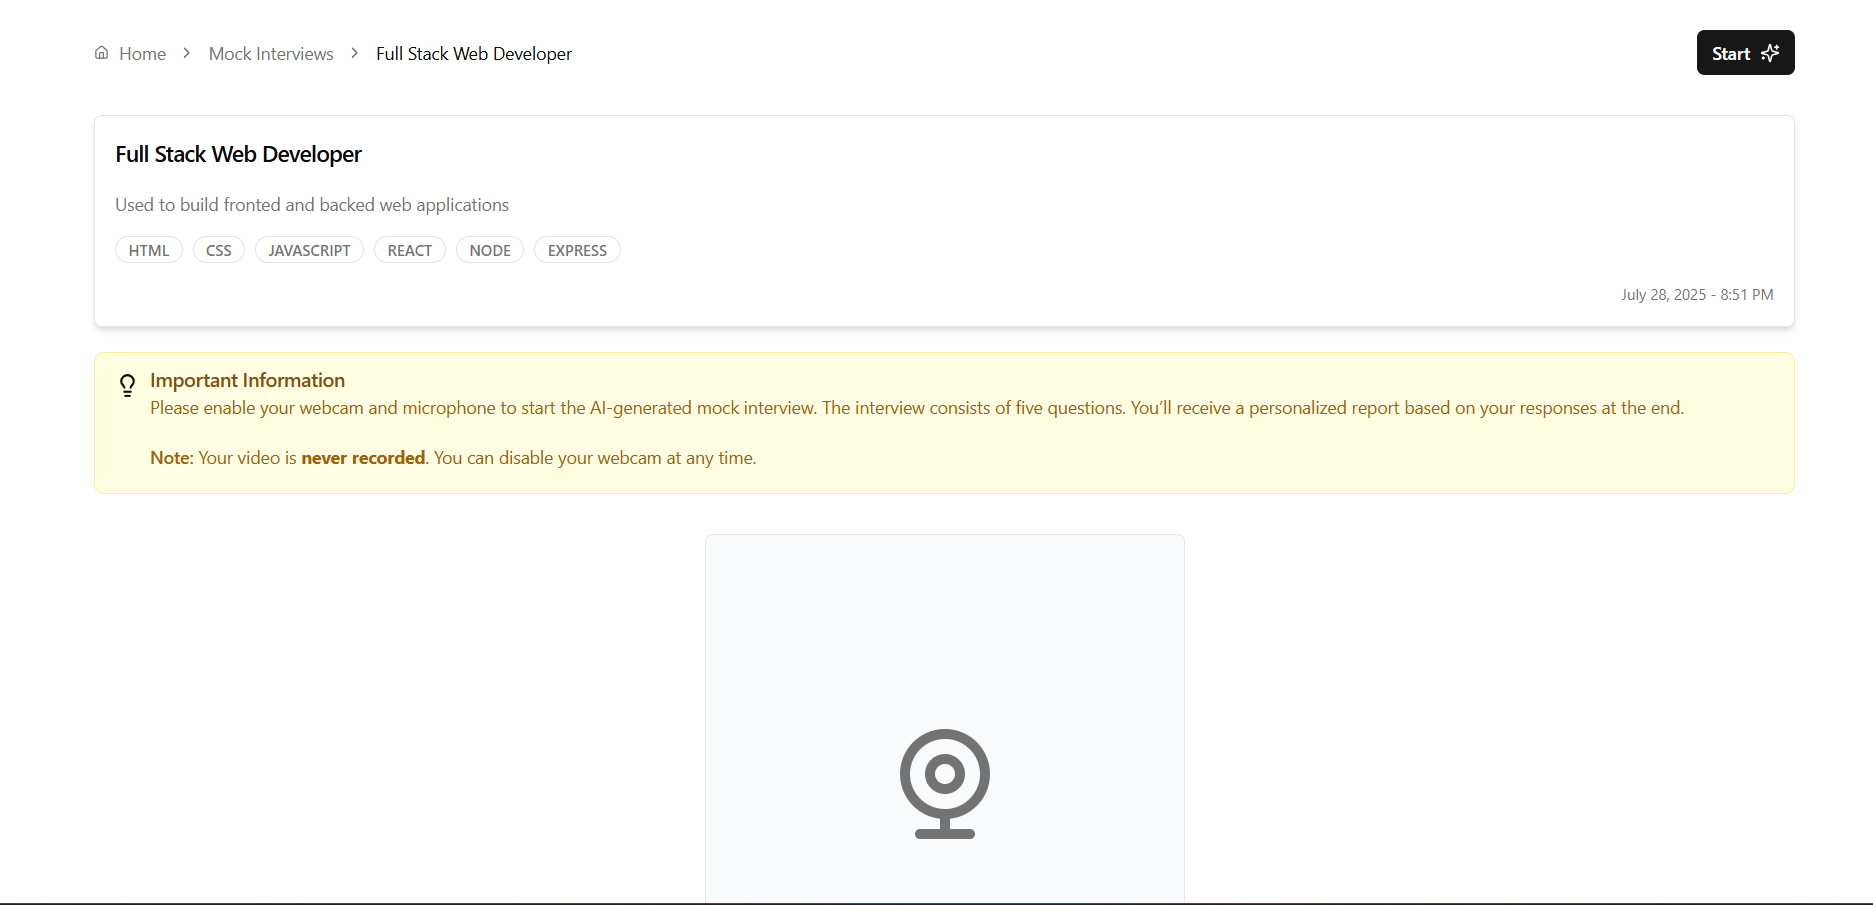 Home > Mock Interviews > Full Stack Web Developer
Start
Full Stack Web Developer
Used to build fronted and backed web applications
HTML CSS JAVASCRIPT REACT NODE EXPRESS
July 28, 2025 - 8:51 PM
Important Information
Please enable your webcam and microphone to start the AI-generated mock interview. The interview consists of five questions. You’ll receive a personalized report based on your responses at the end.
Note: Your video is never recorded. You can disable your webcam at any time.